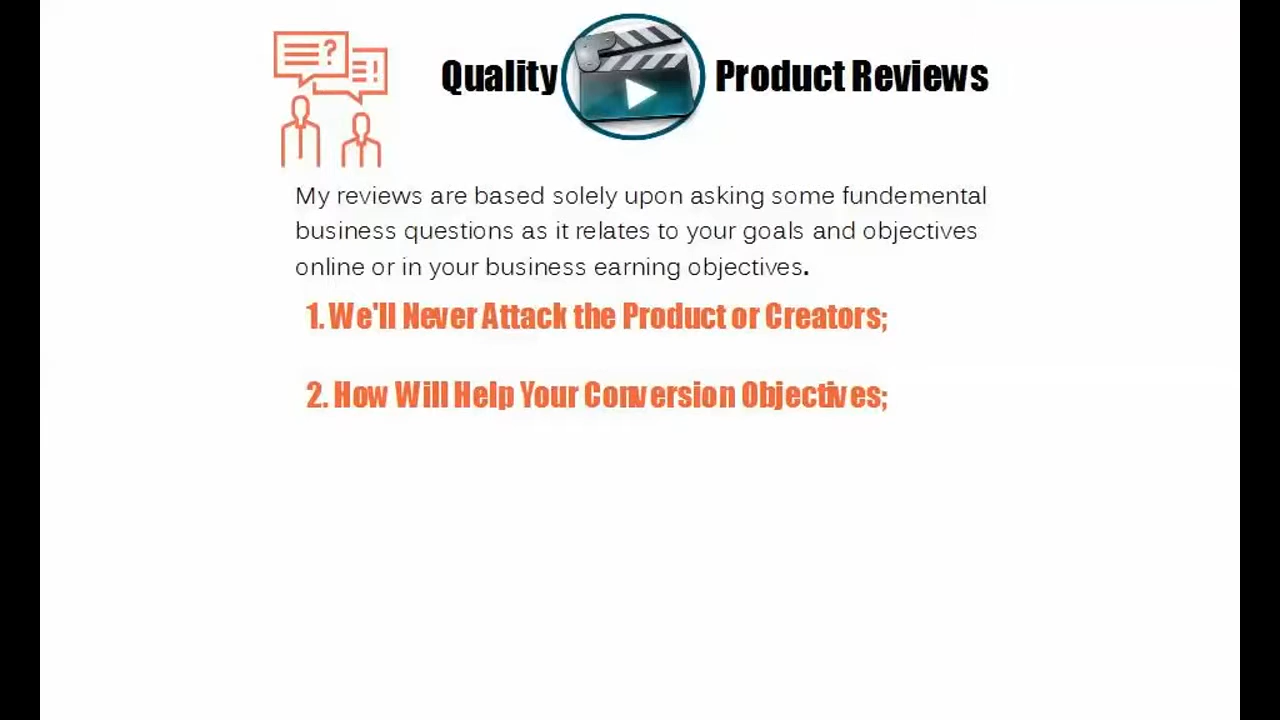 Quality Product Reviews
My reviews are based solely upon asking some fundemental
business questions as it relates to your goals and objectives
online or in your business earning objectives.
1. We'll Never Attack the Product or Creators;
2. How Will Help Your Conversion Objectives;